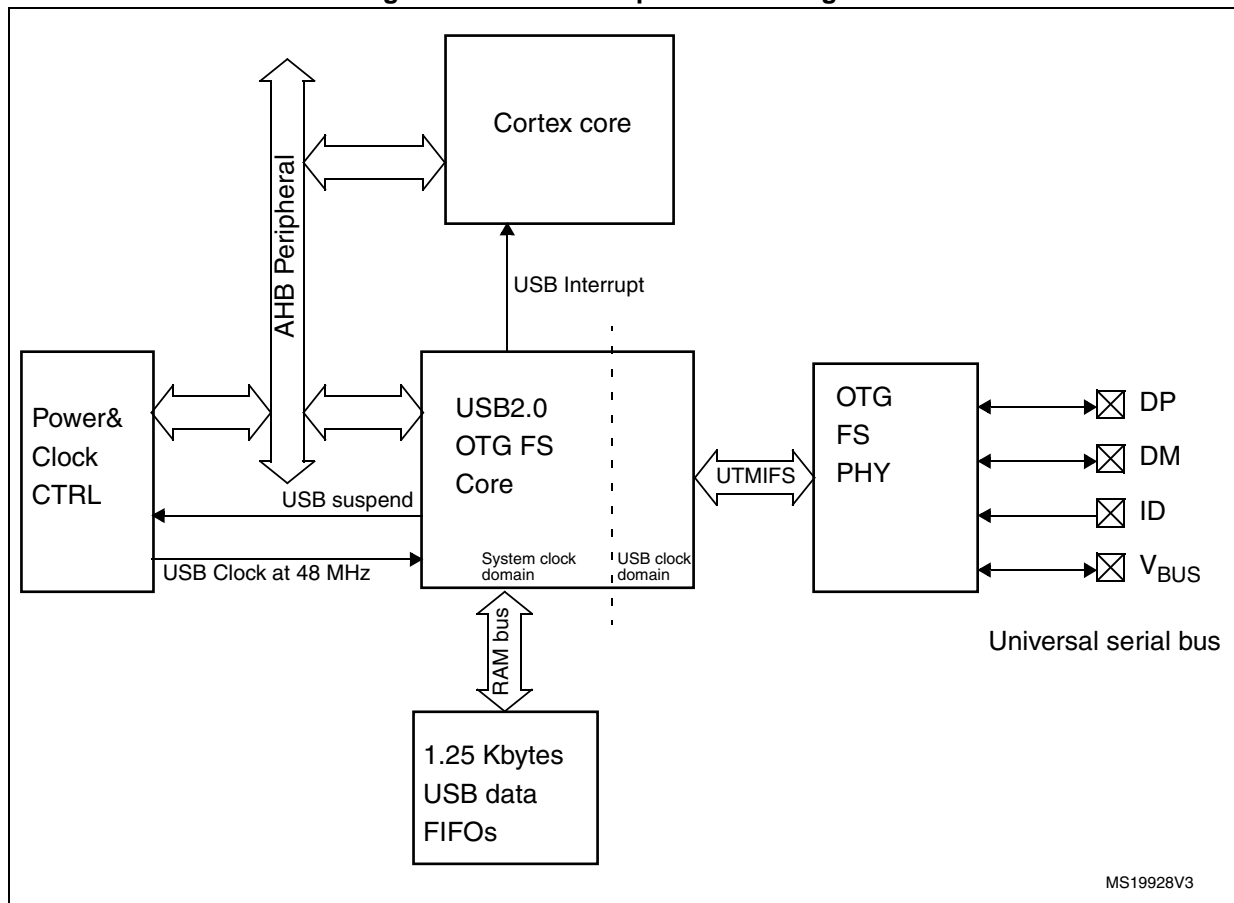 Cortex core
AHB Peripheral
USB Interrupt
Power&
Clock
CTRL
USB2.0
OTG FS
Core
USB suspend
USB Clock at 48 MHz
System clock
domain
USB clock
domain
UTMIFS
OTG
FS
PHY
DP
DM
ID
VBUS
Universal serial bus
RAM bus
1.25 Kbytes
USB data
FIFOs
MS19928V3